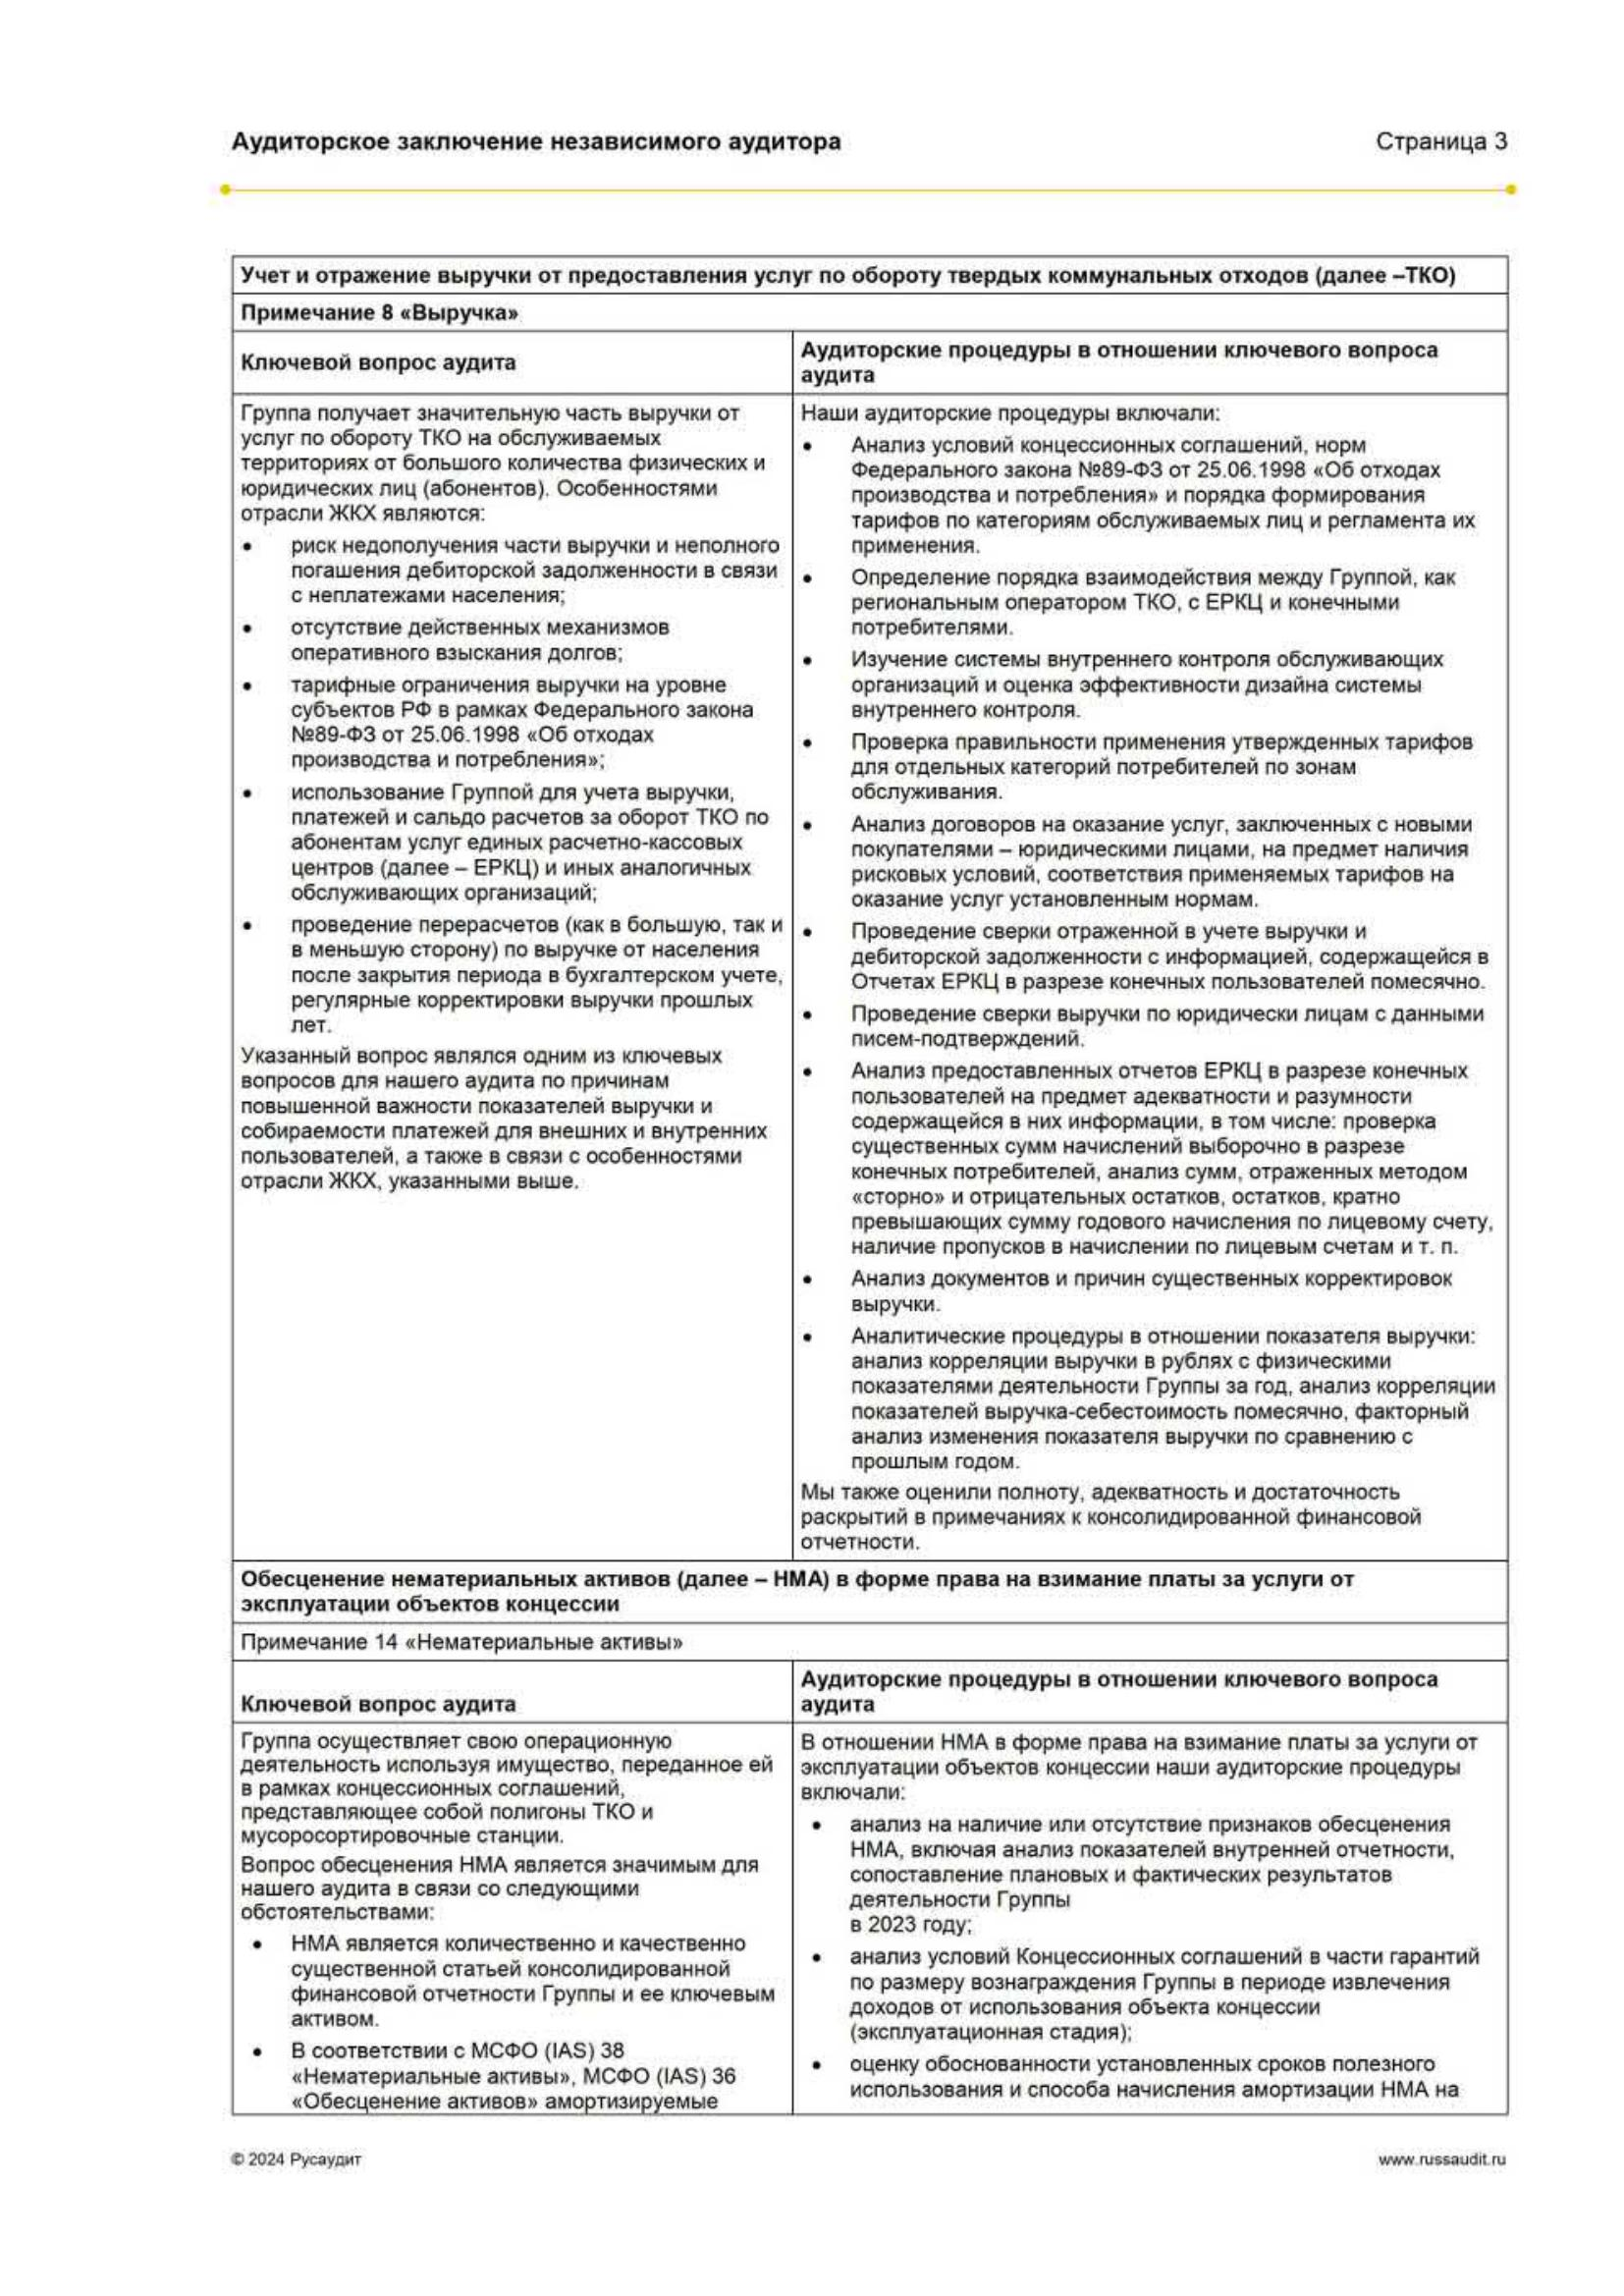 Аудиторское заключение независимого аудитора
Страница 3
Учет и отражение выручки от предоставления услуг по обороту твердых коммунальных отходов (далее –ТКО)
Примечание 8 «Выручка»
Ключевой вопрос аудита
Аудиторские процедуры в отношении ключевого вопроса
аудита
Группа получает значительную часть выручки от
услуг по обороту ТКО на обслуживаемых
территориях от большого количества физических и
юридических лиц (абонентов). Особенностями
отрасли ЖКХ являются:
• риск недополучения части выручки и неполного
погашения дебиторской задолженности в связи
с неплатежами населения;
• отсутствие действенных механизмов
оперативного взыскания долгов;
• тарифные ограничения выручки на уровне
субъектов РФ в рамках Федерального закона
№89-ФЗ от 25.06.1998 «Об отходах
производства и потребления»;
• использование Группой для учета выручки,
платежей и сальдо расчетов за оборот ТКО по
абонентам услуг единых расчетно-кассовых
центров (далее – ЕРКЦ) и иных аналогичных
обслуживающих организаций;
• проведение перерасчетов (как в большую, так и
в меньшую сторону) по выручке от населения
после закрытия периода в бухгалтерском учете,
регулярные корректировки выручки прошлых
лет.
Указанный вопрос являлся одним из ключевых
вопросов для нашего аудита по причинам
повышенной важности показателей выручки и
собираемости платежей для внешних и внутренних
пользователей, а также в связи с особенностями
отрасли ЖКХ, указанными выше.
Наши аудиторские процедуры включали:
• Анализ условий концессионных соглашений, норм
Федерального закона №89-ФЗ от 25.06.1998 «Об отходах
производства и потребления» и порядка формирования
тарифов по категориям обслуживаемых лиц и регламента их
применения.
• Определение порядка взаимодействия между Группой, как
региональным оператором ТКО, с ЕРКЦ и конечными
потребителями.
• Изучение системы внутреннего контроля обслуживающих
организаций и оценка эффективности дизайна системы
внутреннего контроля.
• Проверка правильности применения утвержденных тарифов
для отдельных категорий потребителей по зонам
обслуживания.
• Анализ договоров на оказание услуг, заключенных с новыми
покупателями – юридическими лицами, на предмет наличия
рисковых условий, соответствия применяемых тарифов на
оказание услуг установленным нормам.
• Проведение сверки отраженной в учете выручки и
дебиторской задолженности с информацией, содержащейся в
Отчетах ЕРКЦ в разрезе конечных пользователей помесячно.
• Проведение сверки выручки по юридически лицам с данными
писем-подтверждений.
• Анализ предоставленных отчетов ЕРКЦ в разрезе конечных
пользователей на предмет адекватности и разумности
содержащейся в них информации, в том числе: проверка
существенных сумм начислений выборочно в разрезе
конечных потребителей, анализ сумм, отраженных методом
«сторно» и отрицательных остатков, остатков, кратно
превышающих сумму годового начисления по лицевому счету,
наличие пропусков в начислении по лицевым счетам и т. п.
• Анализ документов и причин существенных корректировок
выручки.
• Аналитические процедуры в отношении показателя выручки:
анализ корреляции выручки в рублях с физическими
показателями деятельности Группы за год, анализ корреляции
показателей выручка-себестоимость помесячно, факторный
анализ изменения показателя выручки по сравнению с
прошлым годом.
Мы также оценили полноту, адекватность и достаточность
раскрытий в примечаниях к консолидированной финансовой
отчетности.
Обесценение нематериальных активов (далее – НМА) в форме права на взимание платы за услуги от
эксплуатации объектов концессии
Примечание 14 «Нематериальные активы»
Ключевой вопрос аудита
Аудиторские процедуры в отношении ключевого вопроса
аудита
Группа осуществляет свою операционную
деятельность используя имущество, переданное ей
в рамках концессионных соглашений,
представляющее собой полигоны ТКО и
мусоросортировочные станции.
Вопрос обесценения НМА является значимым для
нашего аудита в связи со следующими
обстоятельствами:
• НМА является количественно и качественно
существенной статьей консолидированной
финансовой отчетности Группы и ее ключевым
активом.
• В соответствии с МСФО (IAS) 38
«Нематериальные активы», МСФО (IAS) 36
«Обесценение активов» амортизируемые
В отношении НМА в форме права на взимание платы за услуги от
эксплуатации объектов концессии наши аудиторские процедуры
включали:
• анализ на наличие или отсутствие признаков обесценения
НМА, включая анализ показателей внутренней отчетности,
сопоставление плановых и фактических результатов
деятельности Группы
в 2023 году;
• анализ условий Концессионных соглашений в части гарантий
по размеру вознаграждения Группы в периоде извлечения
доходов от использования объекта концессии
(эксплуатационная стадия);
• оценку обоснованности установленных сроков полезного
использования и способа начисления амортизации НМА на
© 2024 Русаудит
www.russaudit.ru